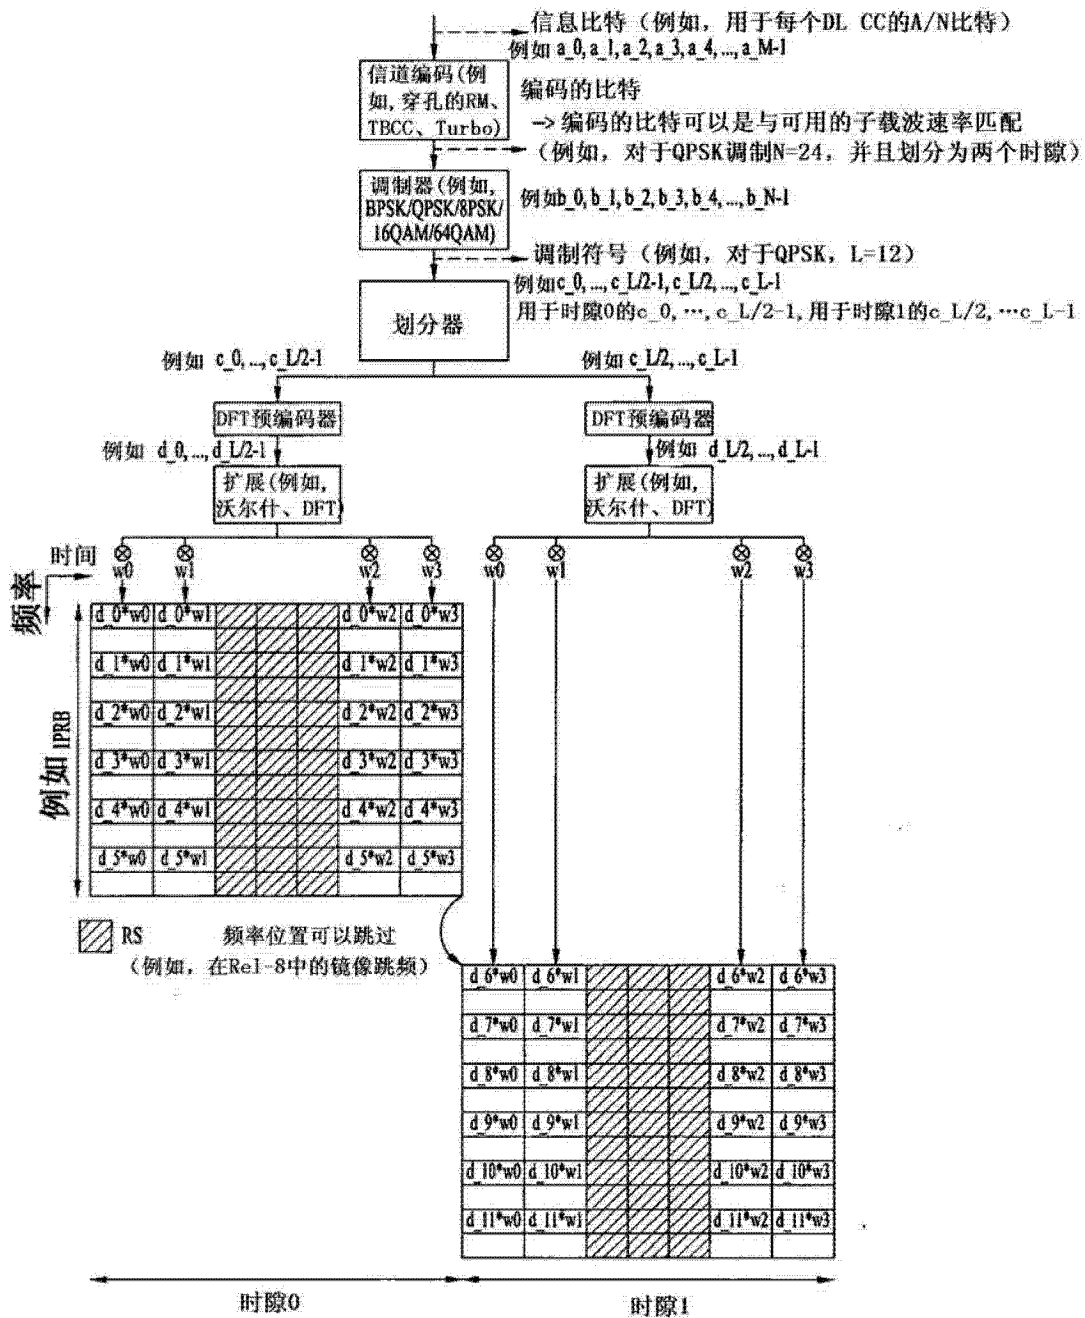 信息比特（例如，用于每个DL CC的A/N比特）
例如 a_0,a_1,a_2,a_3,a_4,...,a_M-1
信道编码(例
如,穿孔的RM、
TBCC、Turbo)
编码的比特
->编码的比特可以是与可用的子载波速率匹配
（例如，对于QPSK调制N=24，并且划分为两个时隙）
调制器(例如,
BPSK/QPSK/8PSK/
16QAM/64QAM)
例如b_0,b_1,b_2,b_3,b_4,...,b_N-1
调制符号（例如，对于QPSK，L=12）
例如c_0,...,c_L/2-1,c_L/2,...,c_L-1
用于时隙0的c_0,…,c_L/2-1,用于时隙1的c_L/2,…c_L-1
划分器
例如 c_0,...,c_L/2-1
例如 c_L/2,...,c_L-1
DFT预编码器
DFT预编码器
例如 d_0,...,d_L/2-1
例如 d_L/2,...,d_L-1
扩展(例如,
沃尔什、DFT)
扩展(例如,
沃尔什、DFT)
时间
频率
w0 w1 w2 w3 w0 w1 w2 w3
d_0*w0 d_0*w1 d_0*w2 d_0*w3
d_1*w0 d_1*w1 d_1*w2 d_1*w3
d_2*w0 d_2*w1 d_2*w2 d_2*w3
d_3*w0 d_3*w1 d_3*w2 d_3*w3
d_4*w0 d_4*w1 d_4*w2 d_4*w3
d_5*w0 d_5*w1 d_5*w2 d_5*w3
例如 1PRB
RS 频率位置可以跳过
（例如，在Rel-8中的镜像跳频）
d_6*w0 d_6*w1 d_6*w2 d_6*w3
d_7*w0 d_7*w1 d_7*w2 d_7*w3
d_8*w0 d_8*w1 d_8*w2 d_8*w3
d_9*w0 d_9*w1 d_9*w2 d_9*w3
d_10*w0 d_10*w1 d_10*w2 d_10*w3
d_11*w0 d_11*w1 d_11*w2 d_11*w3
时隙0
时隙1